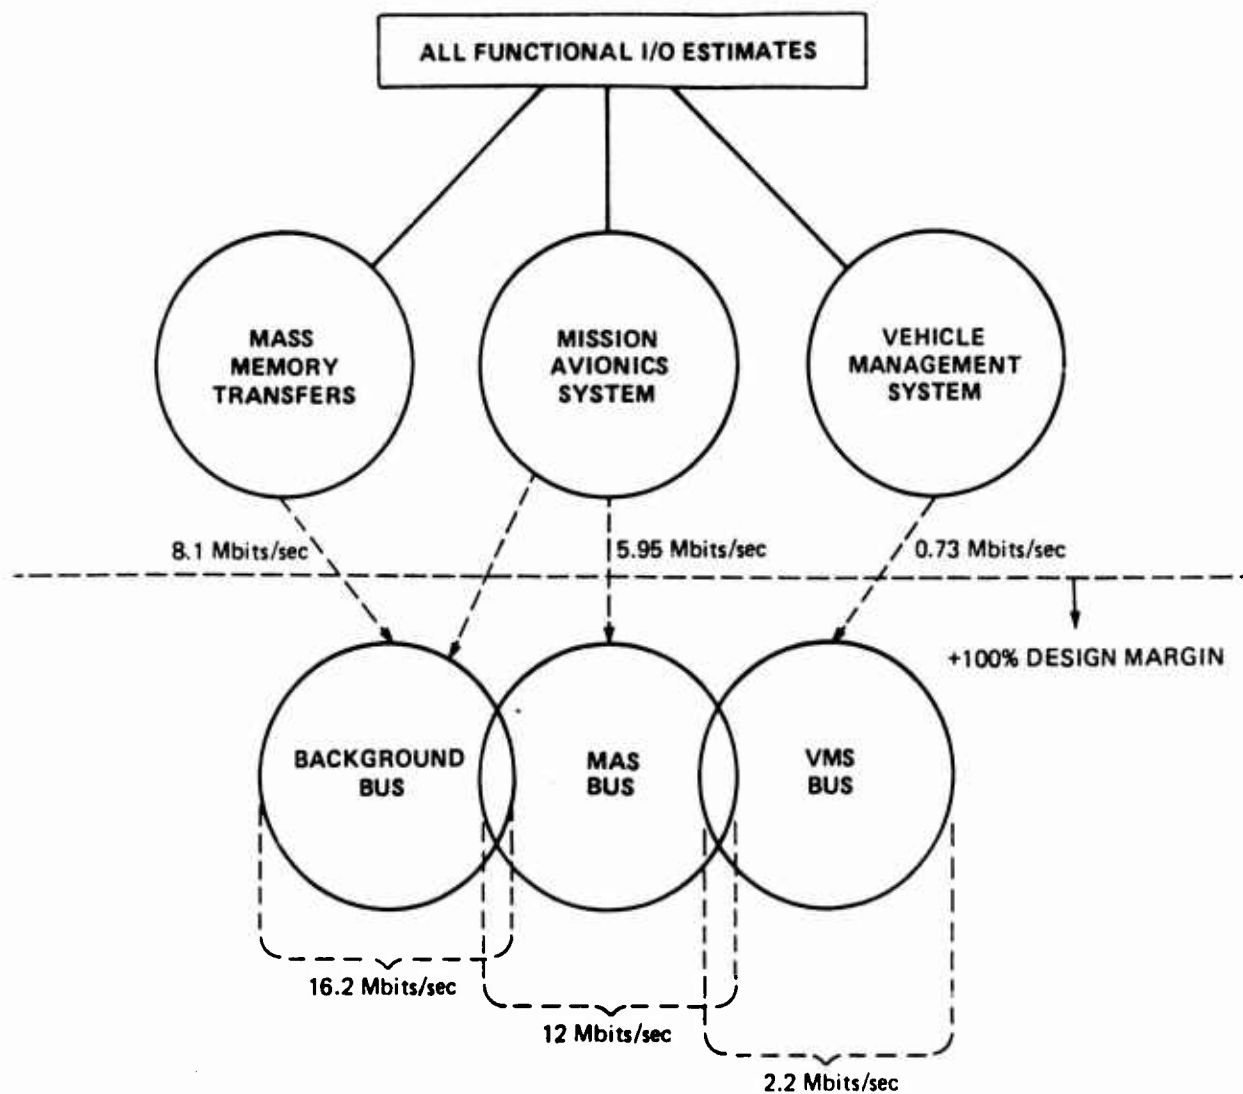 ALL FUNCTIONAL I/O ESTIMATES
MASS
MEMORY
TRANSFERS
MISSION
AVIONICS
SYSTEM
VEHICLE
MANAGEMENT
SYSTEM
8.1 Mbits/sec
5.95 Mbits/sec
0.73 Mbits/sec
+100% DESIGN MARGIN
BACKGROUND
BUS
MAS
BUS
VMS
BUS
16.2 Mbits/sec
12 Mbits/sec
2.2 Mbits/sec